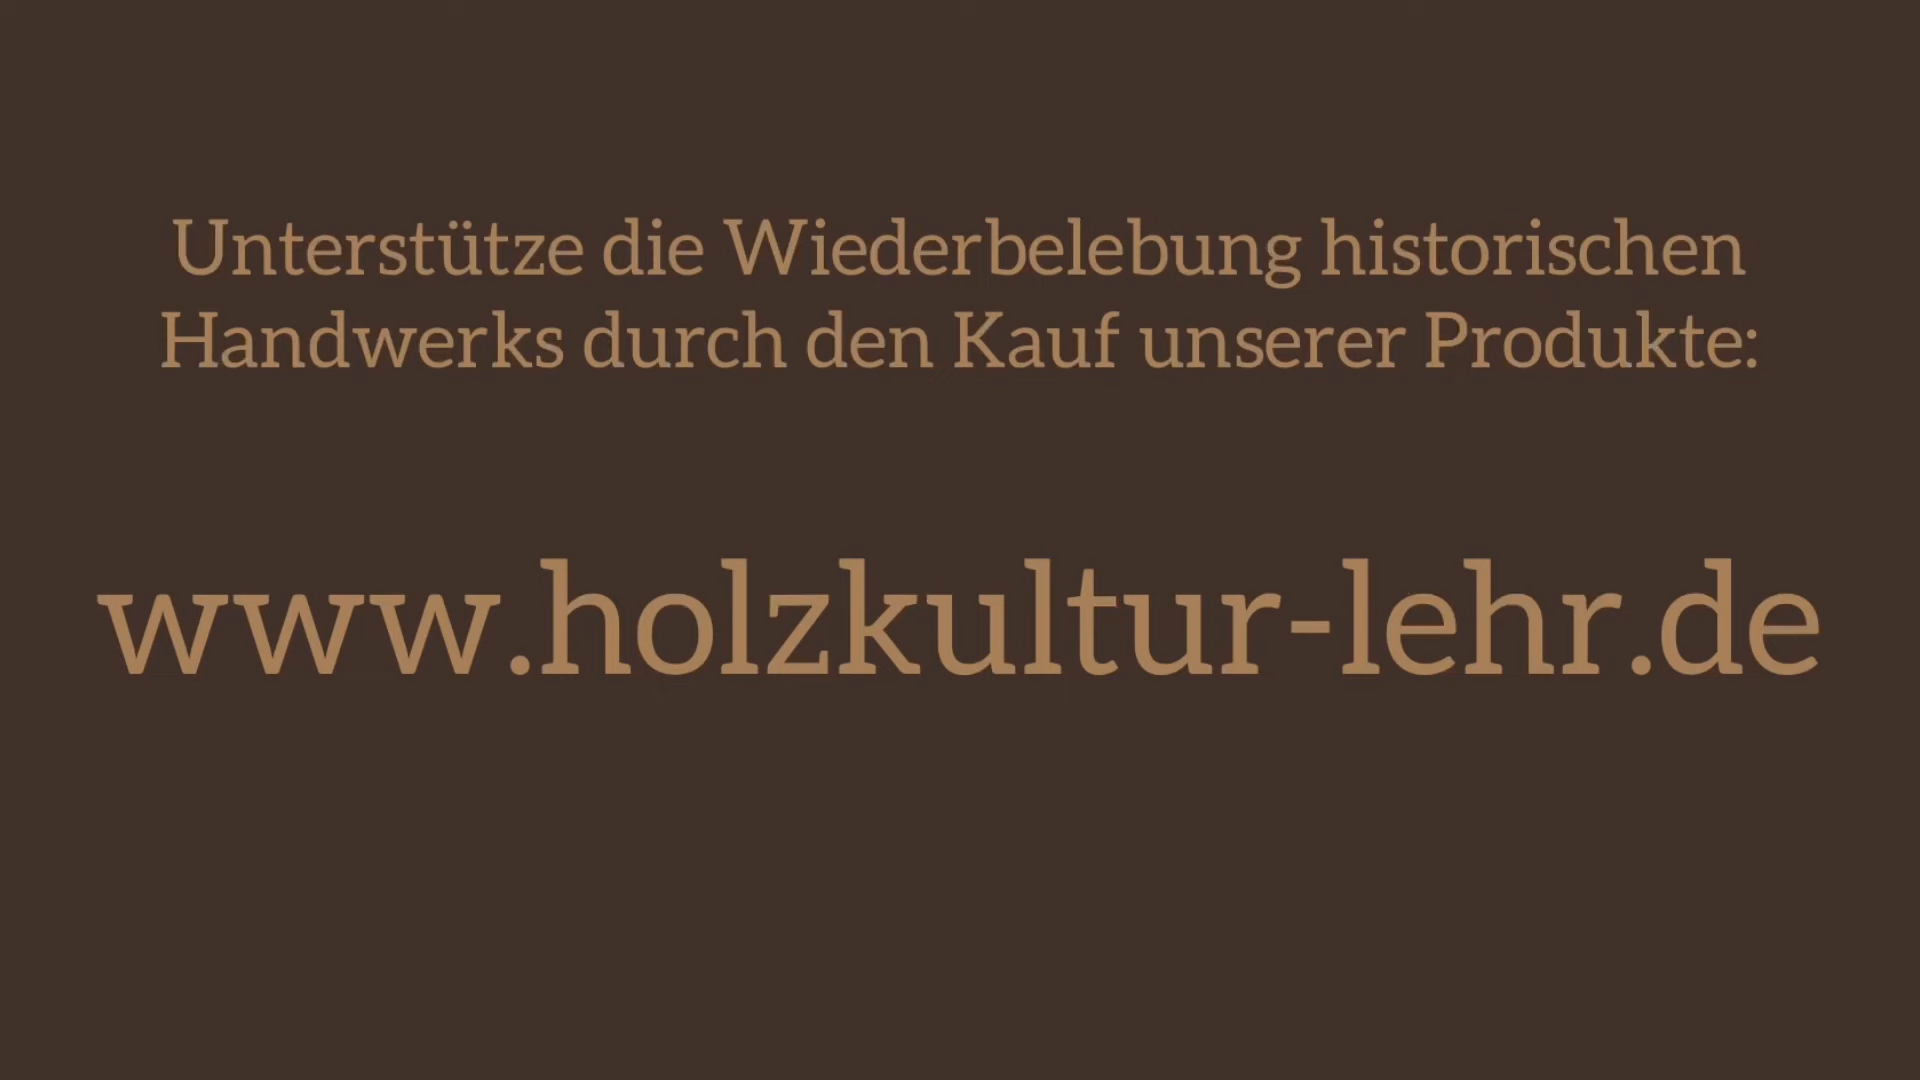 Unterstütze die Wiederbelebung historischen
Handwerks durch den Kauf unserer Produkte:
www.holzkultur-lehr.de